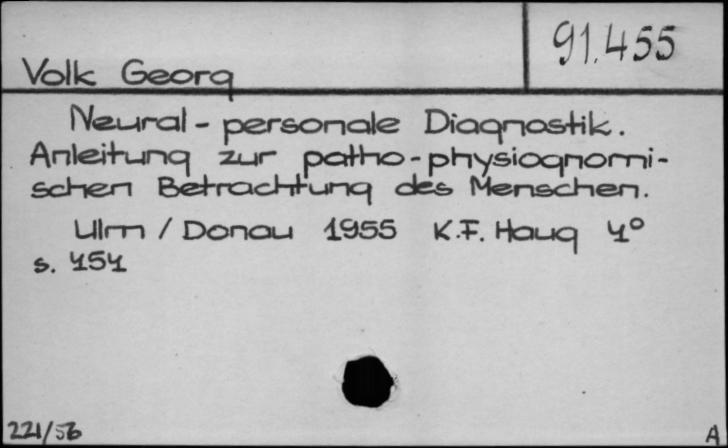 91.455
Volk Georg
Neural-personale Diagnostik.
Anleitung zur patho-physiognomi-
schen Betrachtung des Menschen.
Ulm / Donau 1955 K.F. Haug 4°
s. 454
221/56
A